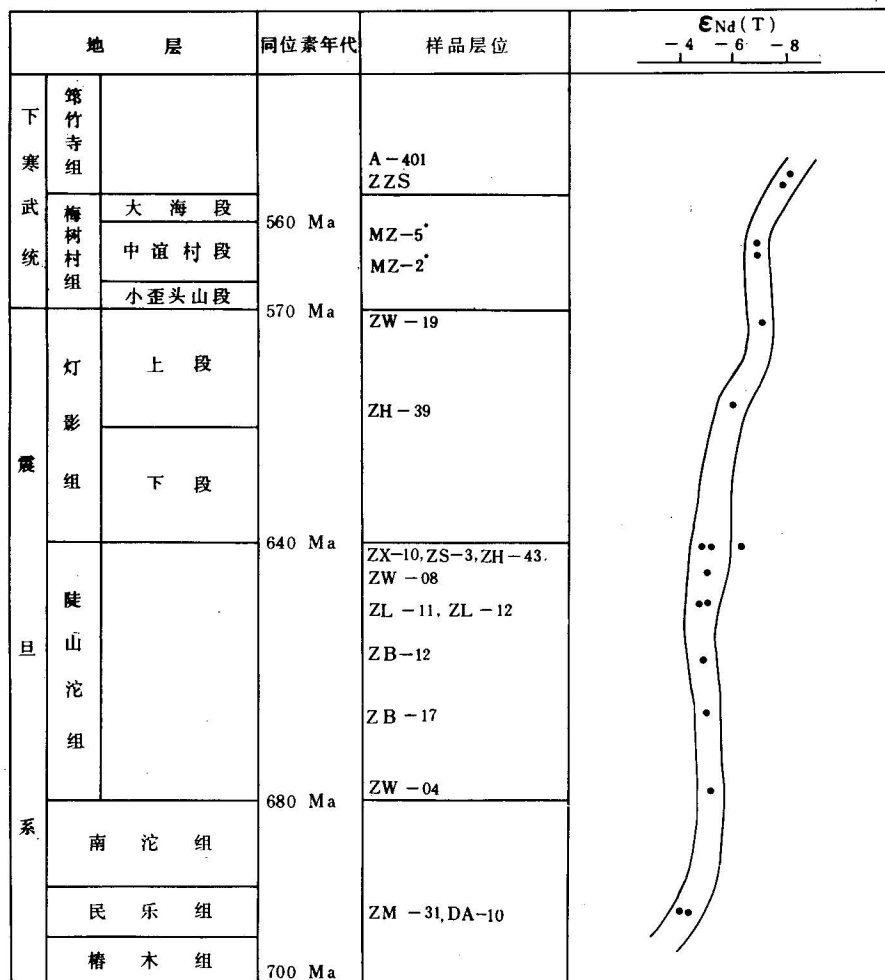 地 层 同位素年代 样品层位 εNd(T)
-4 -6 -8
下寒武统
筇竹寺组
A-401
ZZS
梅树村组
大 海 段
560 Ma
中 谊 村 段
MZ-5*
MZ-2*
小歪头山段
570 Ma
震旦系
灯影组
上 段
ZW-19
ZH-39
下 段
640 Ma
陡山沱组
ZX-10,ZS-3,ZH-43.
ZW-08
ZL-11, ZL-12
ZB-12
ZB-17
ZW-04
680 Ma
南 沱 组
民 乐 组
ZM-31,DA-10
椿 木 组
700 Ma